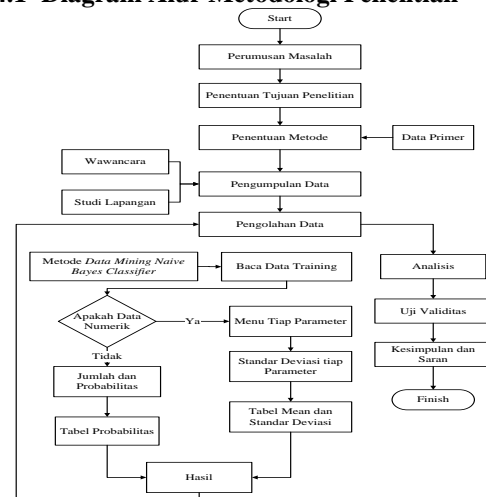 Diagram Alur Metodologi Penelitian
Start
Perumusan Masalah
Penentuan Tujuan Penelitian
Penentuan Metode
Data Primer
Wawancara
Studi Lapangan
Pengumpulan Data
Pengolahan Data
Metode Data Mining Naive
Bayes Classifier
Baca Data Training
Analisis
Apakah Data
Numerik
Ya
Menu Tiap Parameter
Uji Validitas
Tidak
Standar Deviasi tiap
Parameter
Kesimpulan dan
Saran
Jumlah dan
Probabilitas
Finish
Tabel Probabilitas
Tabel Mean dan
Standar Deviasi
Hasil